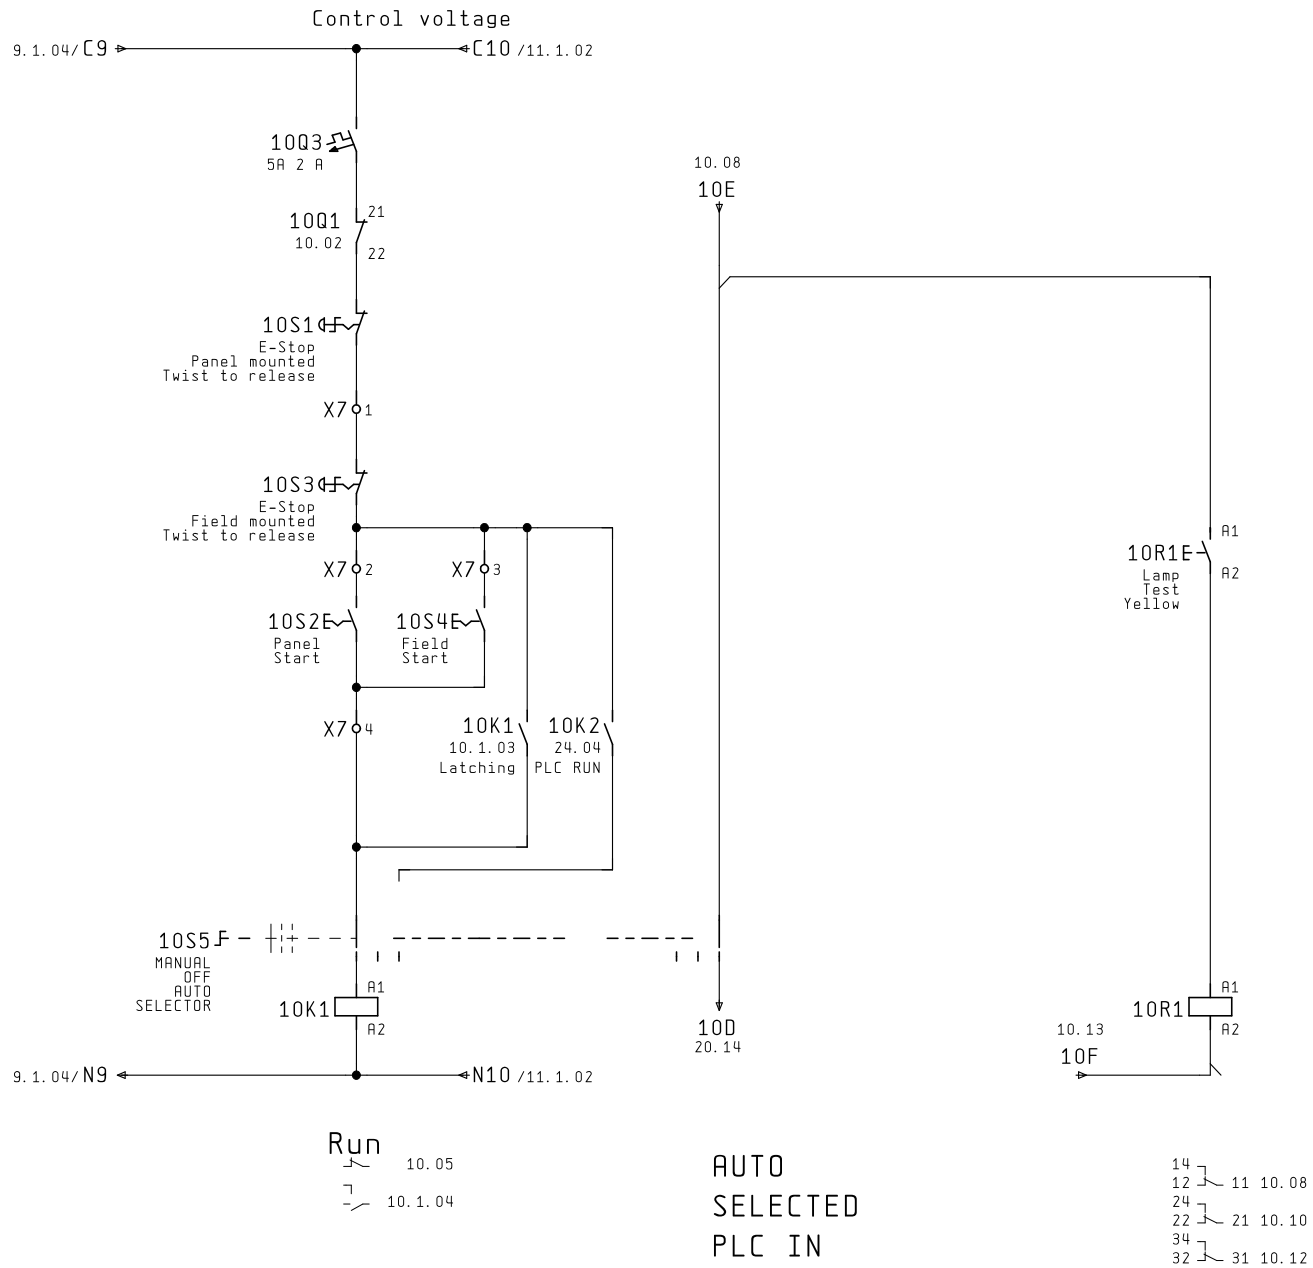 Control voltage
9.1.04/ C9
C10 /11.1.02
10Q3
5A 2 A
10.08
10E
10Q1
10.02
21
22
10S1
E-Stop
Panel mounted
Twist to release
X7 1
10S3
E-Stop
Field mounted
Twist to release
X7 2
X7 3
10S2
Panel
Start
10S4
Field
Start
A1
10R1
A2
Lamp
Test
Yellow
X7 4
10K1
10.1.03
Latching
10K2
24.04
PLC RUN
10S5
MANUAL
OFF
AUTO
SELECTOR
A1
10K1
A2
10D
20.14
A1
10R1
A2
10.13
10F
9.1.04/ N9
N10 /11.1.02
Run
10.05
10.1.04
AUTO
SELECTED
PLC IN
14
12 11 10.08
24
22 21 10.10
34
32 31 10.12